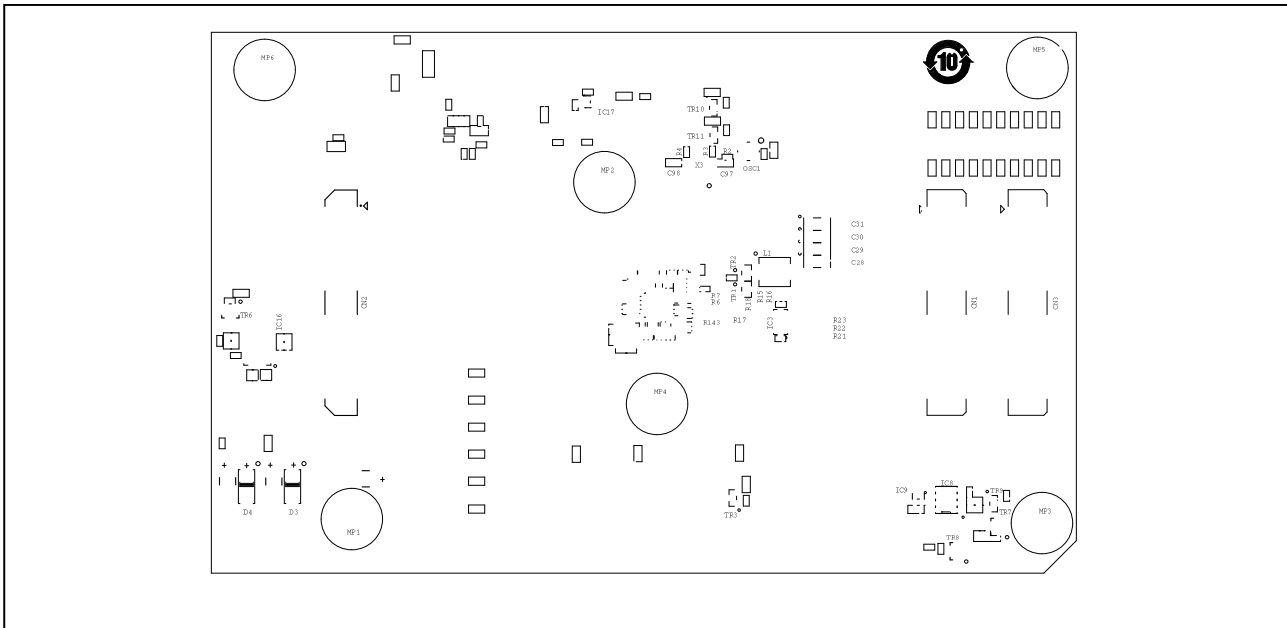 MP6
MP5
10
IC17
TR10
TR11
R4
R3
R2
X3
OSC1
C98
C97
MP2
C31
C30
C29
C28
TR2
L1
CN2
CN1
CN3
TR6
IC16
R7
R6
TR1
R18
R15
R16
R143
R17
IC3
R23
R22
R21
MP4
D4
D3
MP1
TR3
IC9
IC8
TR9
TR7
TR8
MP3